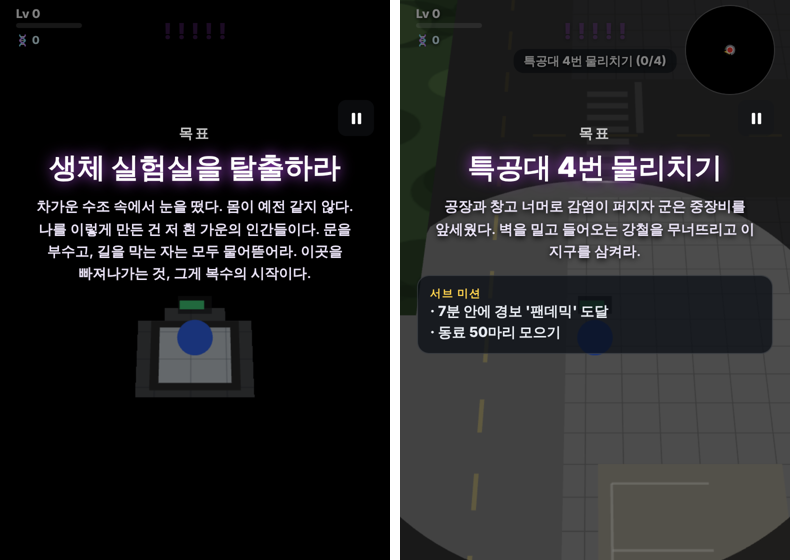 Lv 0
0
!!!!!
목표
생체 실험실을 탈출하라
차가운 수조 속에서 눈을 떴다. 몸이 예전 같지 않다.
나를 이렇게 만든 건 저 흰 가운의 인간들이다. 문을
부수고, 길을 막는 자는 모두 물어뜯어라. 이곳을
빠져나가는 것, 그게 복수의 시작이다.
Lv 0
0
!!!!!
특공대 4번 물리치기 (0/4)
목표
특공대 4번 물리치기
공장과 창고 너머로 감염이 퍼지자 군은 중장비를
앞세웠다. 벽을 밀고 들어오는 강철을 무너뜨리고 이
지구를 삼켜라.
서브 미션
· 7분 안에 경보 '팬데믹' 도달
· 동료 50마리 모으기